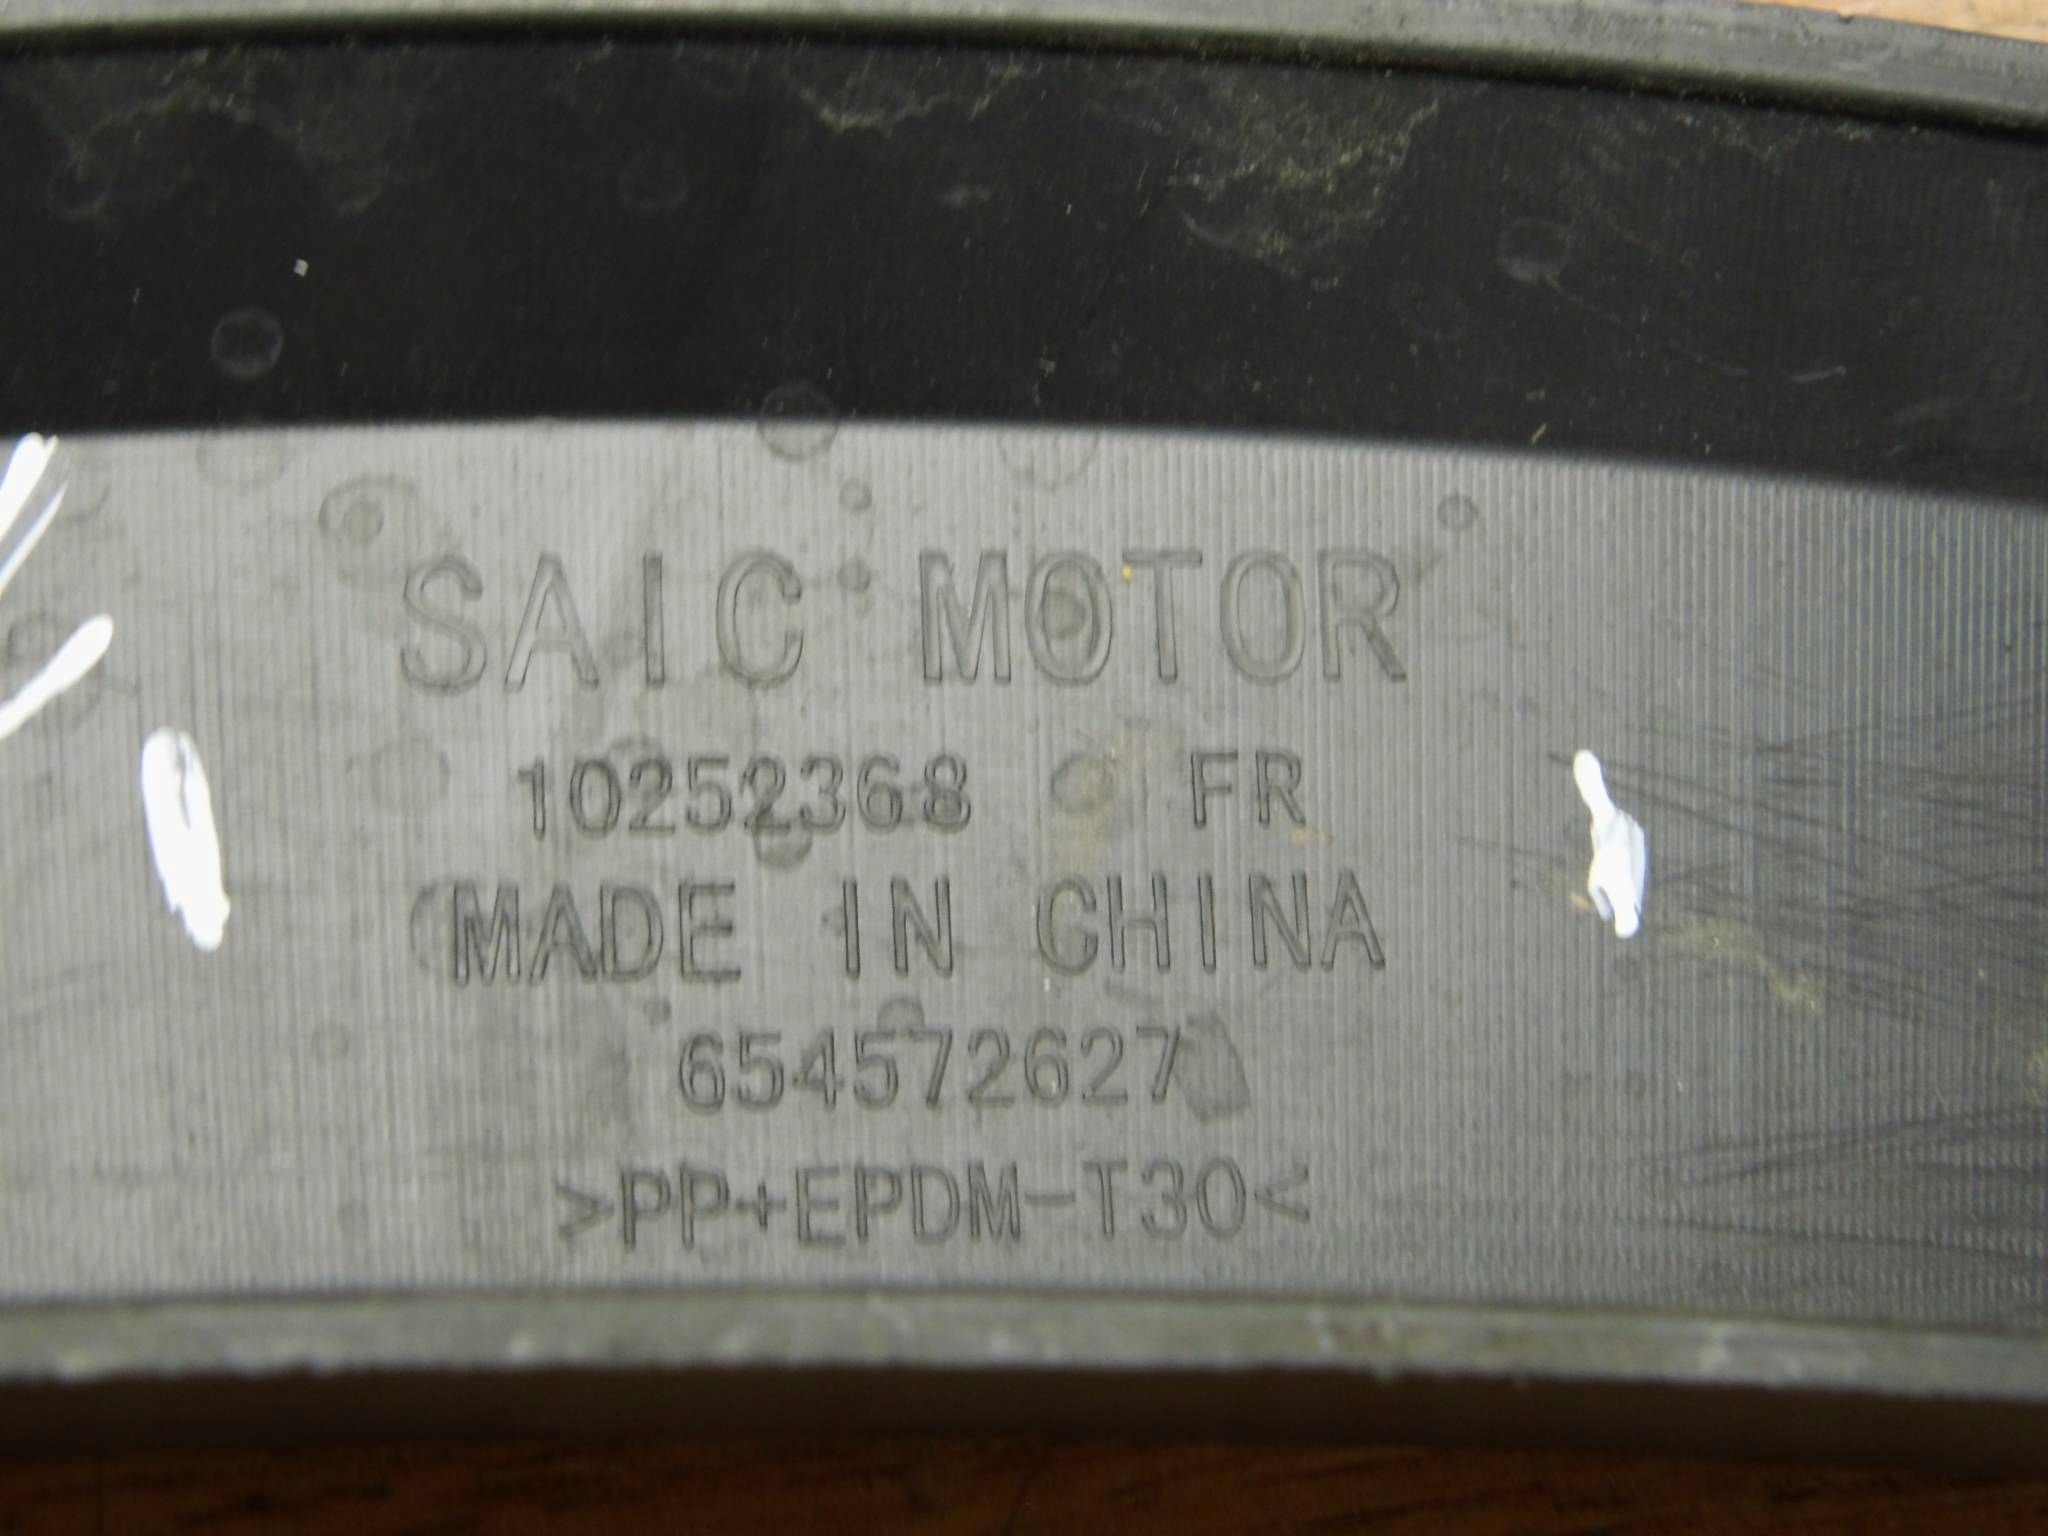 SAIC MOTOR
10252368 FR
MADE IN CHINA
654572627
>PP+EPDM-T30<